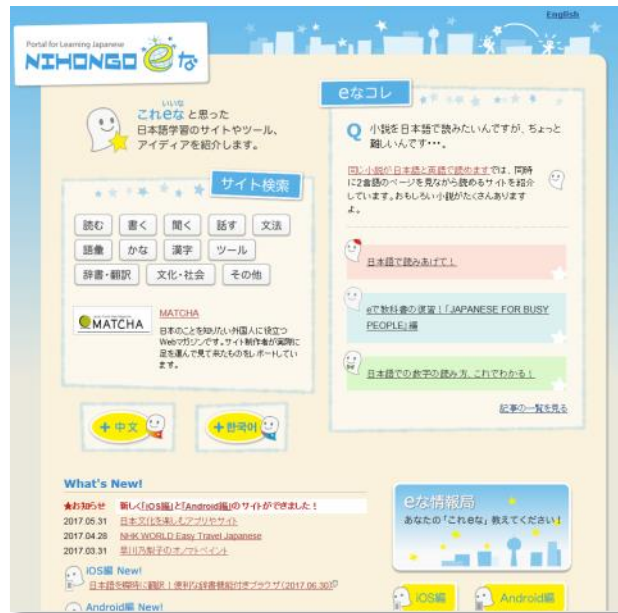 English
Portal for Learning Japanese
NIHONGO eな
いいな
これeな と思った
日本語学習のサイトやツール、
アイディアを紹介します。
サイト検索
読む 書く 聞く 話す 文法
語彙 かな 漢字 ツール
辞書・翻訳 文化・社会 その他
MATCHA
MATCHA
日本のことを知りたい外国人に役立つ
Webマガジンです。サイト制作者が実際に
足を運んで見て来たものをレポートしてい
ます。
+中文
+한국어
eなコレ
Q 小説を日本語で読みたいんですが、ちょっと
難しいんです・・・。
同じ小説が日本語と英語で読めますでは、同時
に2言語のページを見ながら読めるサイトを紹介
しています。おもしろい小説がたくさんあります
よ。
日本語で読みあげて!
eで教科書の復習!「JAPANESE FOR BUSY
PEOPLE」編
日本語での数字の読み方、これでわかる!
記事の一覧を見る
What's New!
★お知らせ 新しく「iOS編」と「Android編」のサイトができました!
2017.05.31 日本文化を楽しむアプリやサイト
2017.04.28 NHK WORLD Easy Travel Japanese
2017.03.31 早川乃梨子のオノマトペイント
iOS編 New!
日本語を瞬時に翻訳!便利な辞書機能付きブラウザ(2017.06.30)
Android編 New!
eな情報局
あなたの「これeな」教えてください!
iOS編
Android編